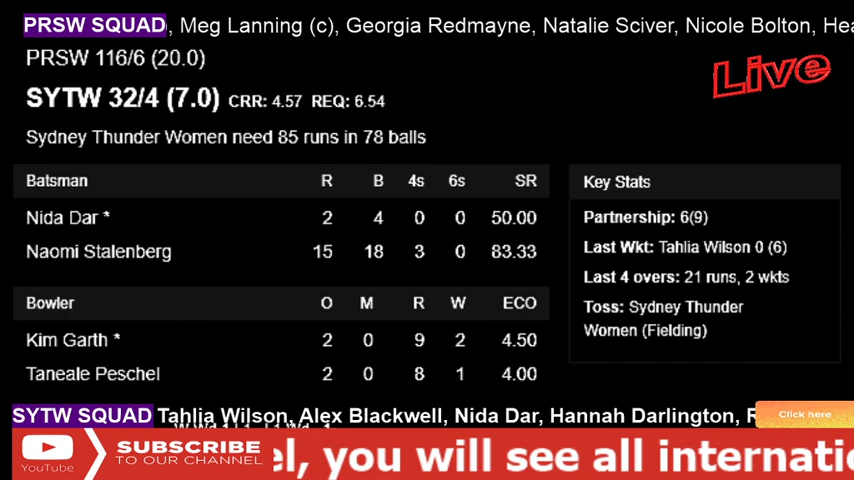 PRSW SQUAD, Meg Lanning (c), Georgia Redmayne, Natalie Sciver, Nicole Bolton, Hea
PRSW 116/6 (20.0)
Live
SYTW 32/4 (7.0) CRR: 4.57 REQ: 6.54
Sydney Thunder Women need 85 runs in 78 balls
Batsman R B 4s 6s SR
Nida Dar * 2 4 0 0 50.00
Naomi Stalenberg 15 18 3 0 83.33
Bowler O M R W ECO
Kim Garth * 2 0 9 2 4.50
Taneale Peschel 2 0 8 1 4.00
Key Stats
Partnership: 6(9)
Last Wkt: Tahlia Wilson 0 (6)
Last 4 overs: 21 runs, 2 wkts
Toss: Sydney Thunder
Women (Fielding)
SYTW SQUAD Tahlia Wilson, Alex Blackwell, Nida Dar, Hannah Darlington, R
Click here
YouTube
SUBSCRIBE
TO OUR CHANNEL
el, you will see all internatio